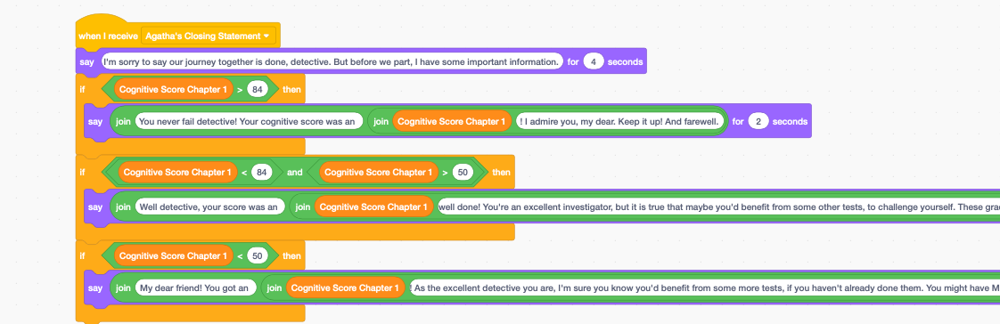 when I receive Agatha's Closing Statement
say I'm sorry to say our journey together is done, detective. But before we part, I have some important information. for 4 seconds
if Cognitive Score Chapter 1 > 84 then
say join You never fail detective! Your cognitive score was an join Cognitive Score Chapter 1 ! I admire you, my dear. Keep it up! And farewell. for 2 seconds
if Cognitive Score Chapter 1 < 84 and Cognitive Score Chapter 1 > 50 then
say join Well detective, your score was an join Cognitive Score Chapter 1 well done! You're an excellent investigator, but it is true that maybe you'd benefit from some other tests, to challenge yourself. These
if Cognitive Score Chapter 1 < 50 then
say join My dear friend! You got an join Cognitive Score Chapter 1 As the excellent detective you are, I'm sure you know you'd benefit from some more tests, if you haven't already done them. You might have